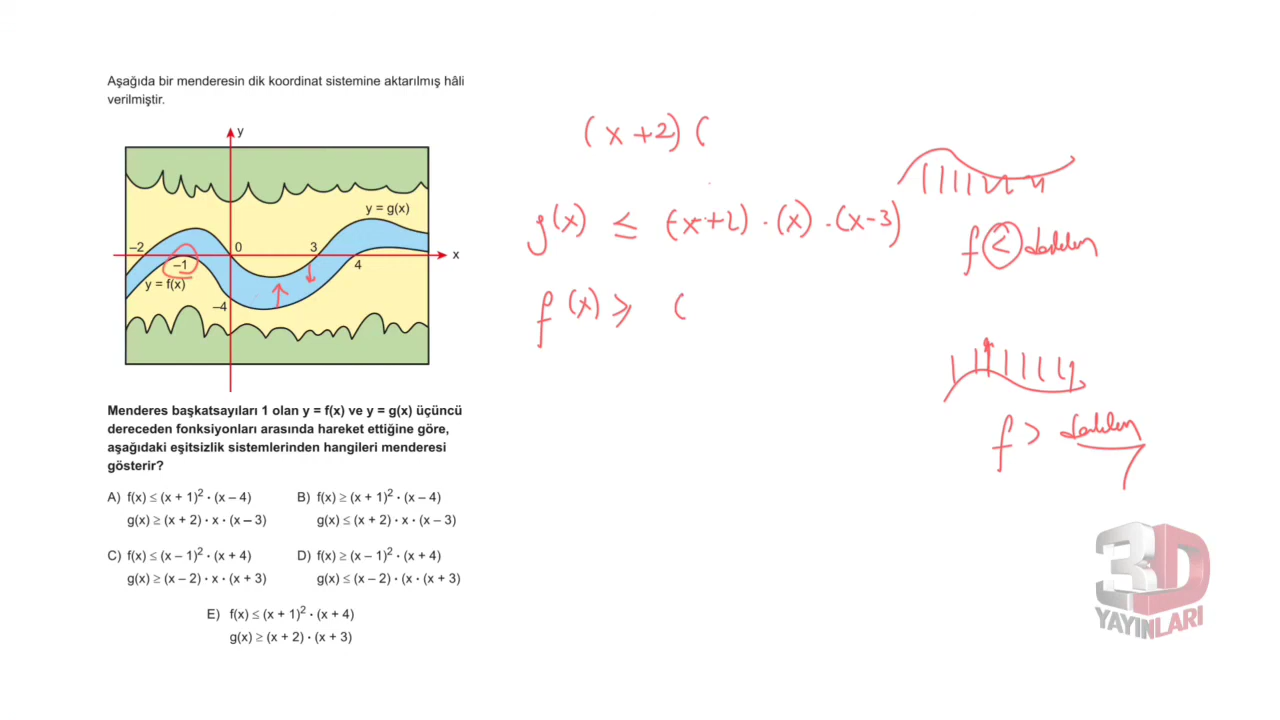 Aşağıda bir menderesin dik koordinat sistemine aktarılmış hâli
verilmiştir.
y
y = g(x)
–2
0
3
x
–1
4
y = f(x)
–4
Menderes başkatsayıları 1 olan y = f(x) ve y = g(x) üçüncü
dereceden fonksiyonları arasında hareket ettiğine göre,
aşağıdaki eşitsizlik sistemlerinden hangileri menderesi
gösterir?
A) f(x) ≤ (x + 1)² · (x – 4)
g(x) ≥ (x + 2) · x · (x – 3)
B) f(x) ≥ (x + 1)² · (x – 4)
g(x) ≤ (x + 2) · x · (x – 3)
C) f(x) ≤ (x – 1)² · (x + 4)
g(x) ≥ (x – 2) · x · (x + 3)
D) f(x) ≥ (x – 1)² · (x + 4)
g(x) ≤ (x – 2) · (x · (x + 3)
E) f(x) ≤ (x + 1)² · (x + 4)
g(x) ≥ (x + 2) · (x + 3)
(x+2)(
g(x) ≤ (x+2) · (x) · (x-3)
f(x) ≥ (
f <
f >
3D
YAYINLARI